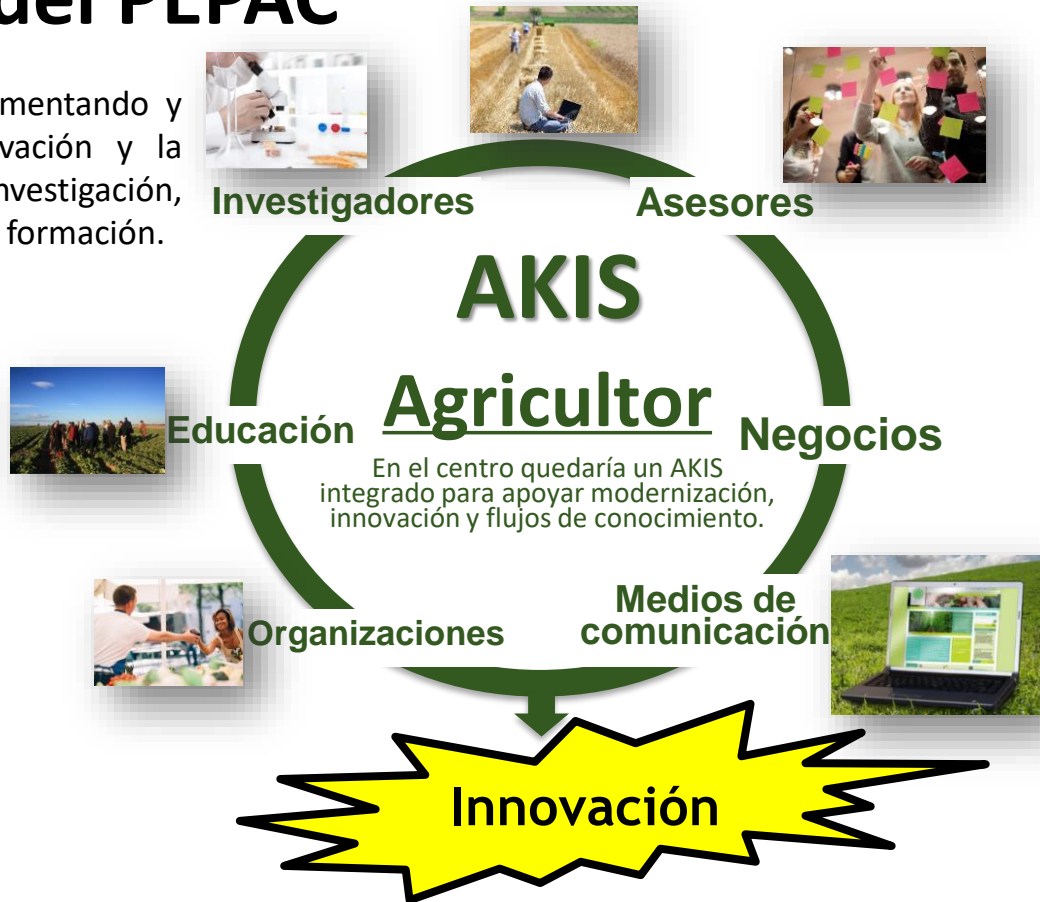 del PEPAC
mentando y
vación y la
nvestigación,
formación.
Investigadores
Asesores
AKIS
Agricultor
Educación
Negocios
En el centro quedaría un AKIS
integrado para apoyar modernización,
innovación y flujos de conocimiento.
Medios de
comunicación
Organizaciones
Innovación